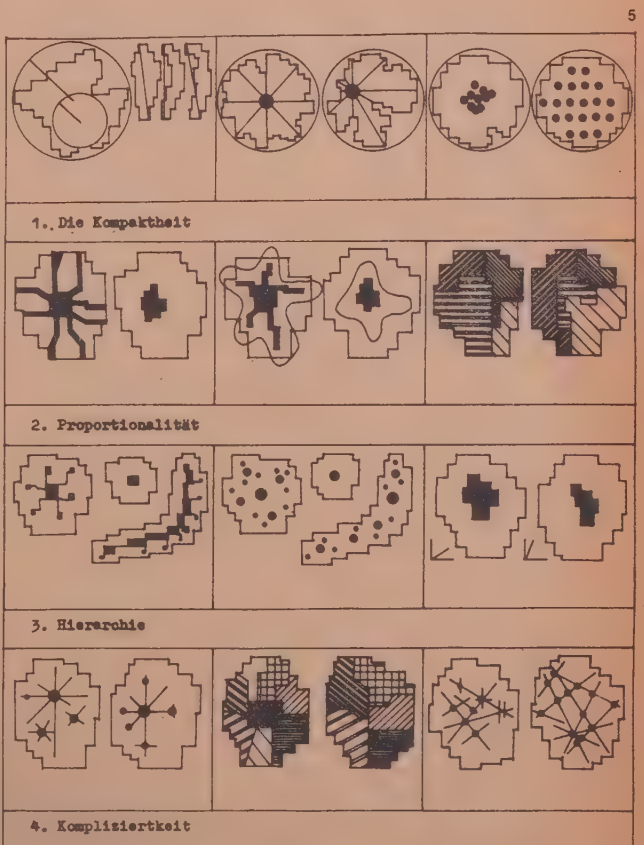 5
1. Die Kompaktheit
2. Proportionalität
3. Hierarchie
4. Kompliziertkeit